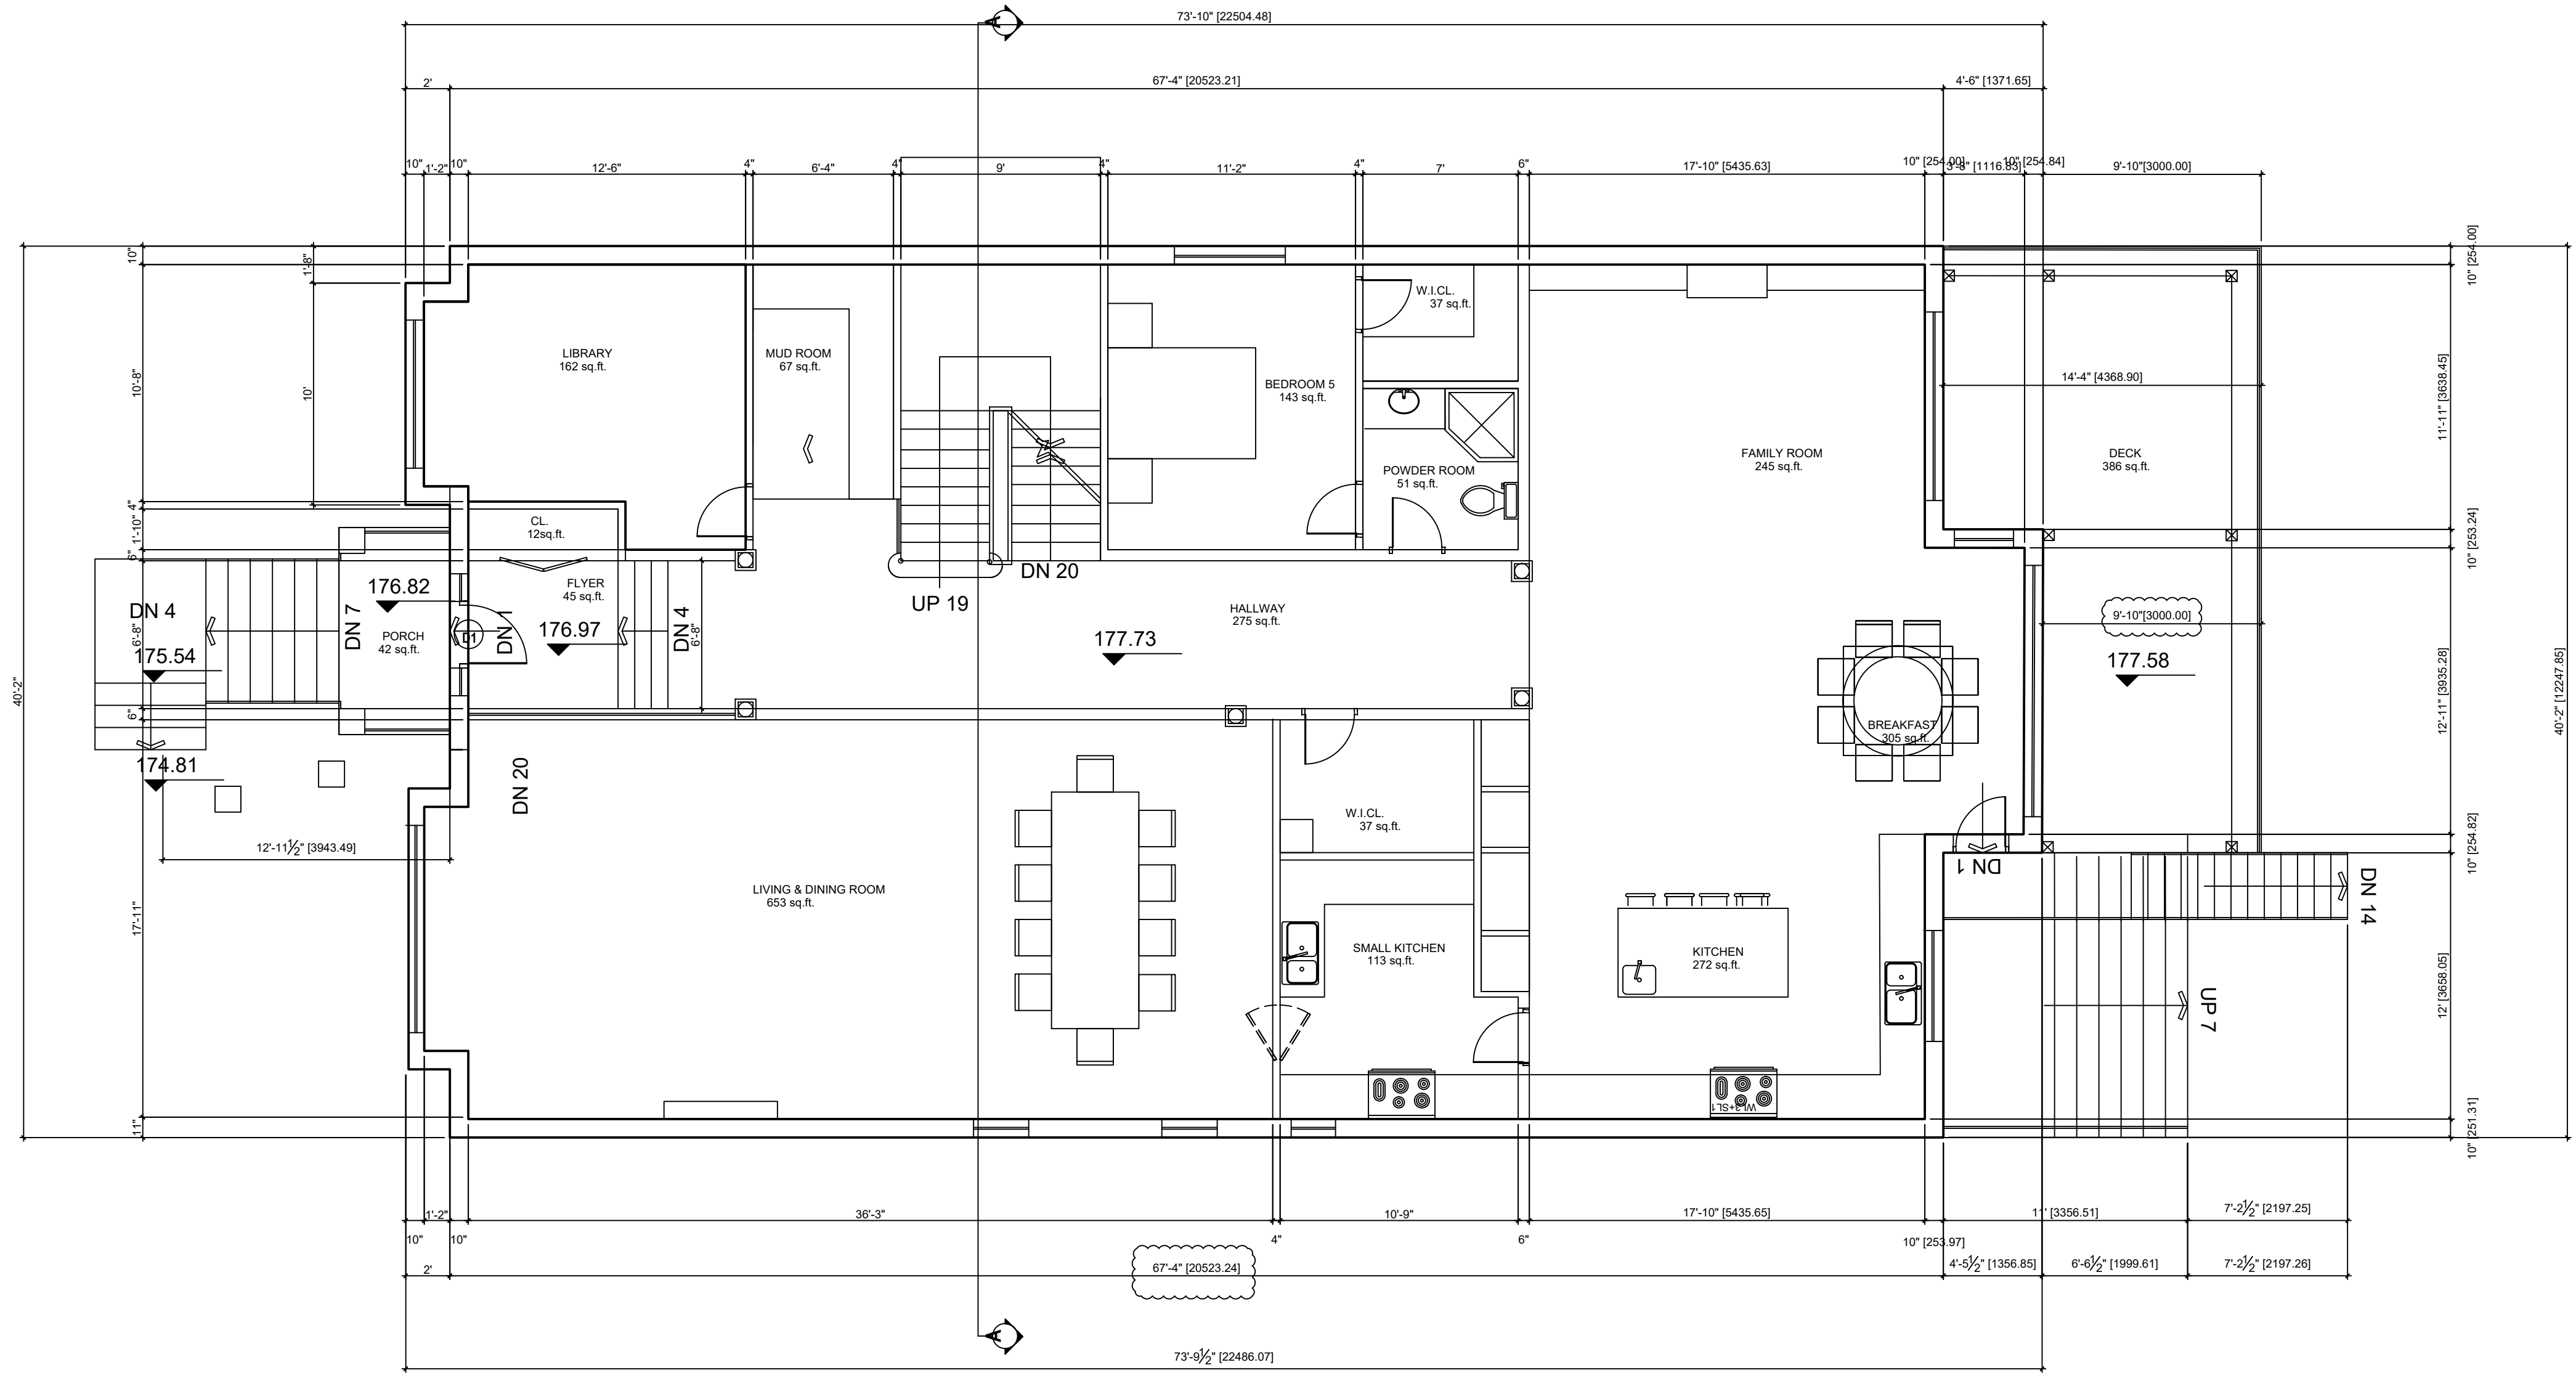 73'-10" [22504.48]
A
2'
67'-4" [20523.21]
4'-6" [1371.65]
10"
1'-2"
10"
12'-6"
4"
6'-4"
4"
9'
4"
11'-2"
4"
7'
6"
17'-10" [5435.63]
10" [254.00]
3'-8" [1116.83]
10" [254.84]
9'-10"[3000.00]
10"
1'-8"
10" [254.00]
W.I.CL.
37 sq.ft.
LIBRARY
162 sq.ft.
MUD ROOM
67 sq.ft.
BEDROOM 5
143 sq.ft.
14'-4" [4368.90]
10'-8"
10'
11'-11" [3638.45]
POWDER ROOM
51 sq.ft.
FAMILY ROOM
245 sq.ft.
DECK
386 sq.ft.
4"
1'-10"
6"
CL.
12sq.ft.
10" [253.24]
DN 20
FLYER
45 sq.ft.
176.82
UP 19
HALLWAY
275 sq.ft.
DN 4
6'-8"
DN 7
PORCH
42 sq.ft.
D1
DN 1
176.97
DN 4
6'-8"
177.73
9'-10"[3000.00]
175.54
177.58
40'-2"
6"
12'-11" [3935.28]
40'-2" [12247.85]
BREAKFAST
305 sq.ft.
174.81
DN 20
W.I.CL.
37 sq.ft.
12'-11½" [3943.49]
DN 1
10" [254.82]
DN 14
LIVING & DINING ROOM
653 sq.ft.
17'-11"
SMALL KITCHEN
113 sq.ft.
KITCHEN
272 sq.ft.
12' [3658.05]
UP 7
WL3+SL1
11"
10" [251.31]
1'-2"
36'-3"
10'-9"
17'-10" [5435.65]
11' [3356.51]
7'-2½" [2197.25]
10"
10"
4"
6"
10" [253.97]
2'
67'-4" [20523.24]
4'-5½" [1356.85]
6'-6½" [1999.61]
7'-2½" [2197.26]
A
73'-9½" [22486.07]